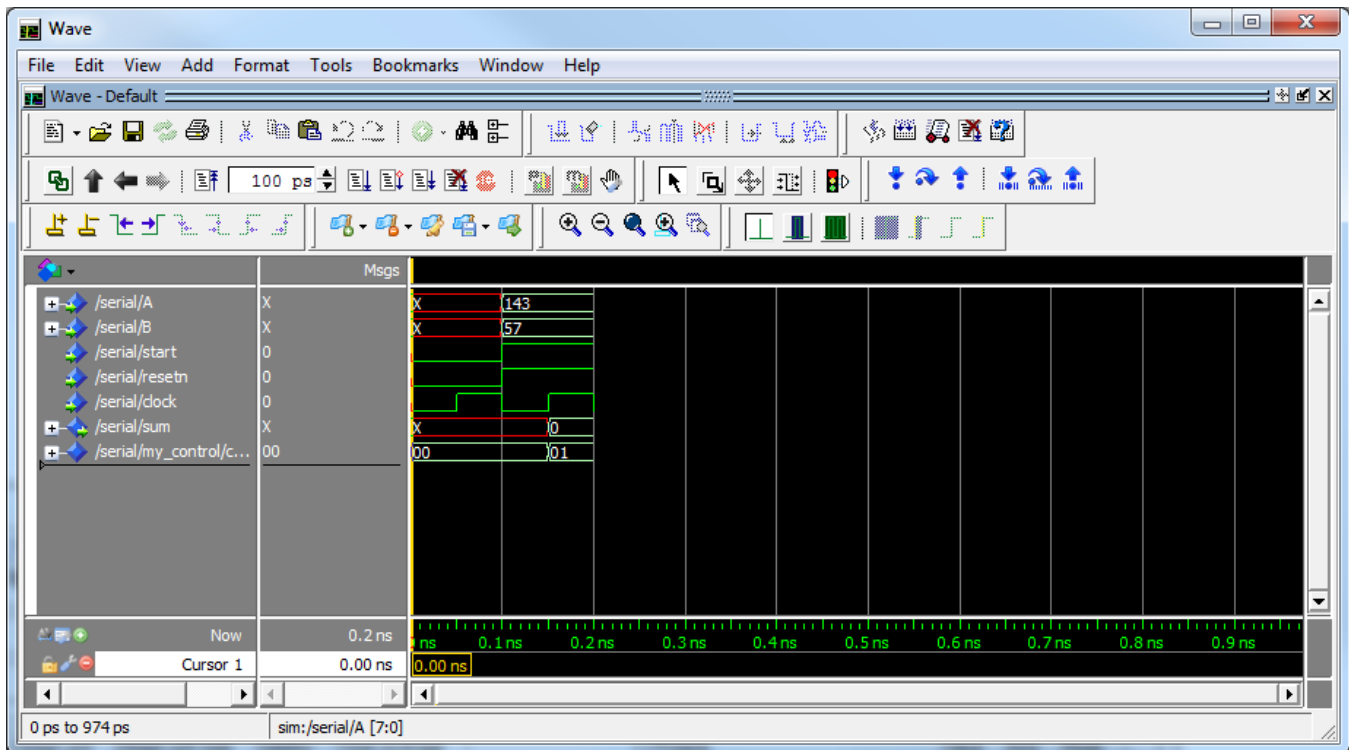 Wave
File Edit View Add Format Tools Bookmarks Window Help
Wave - Default
100 ps
Msgs
/serial/A X X 143
/serial/B X X 57
/serial/start 0
/serial/resetn 0
/serial/clock 0
/serial/sum X X 0
/serial/my_control/c... 00 00 01
Now 0.2 ns ns 0.1 ns 0.2 ns 0.3 ns 0.4 ns 0.5 ns 0.6 ns 0.7 ns 0.8 ns 0.9 ns
Cursor 1 0.00 ns 0.00 ns
0 ps to 974 ps sim:/serial/A [7:0]